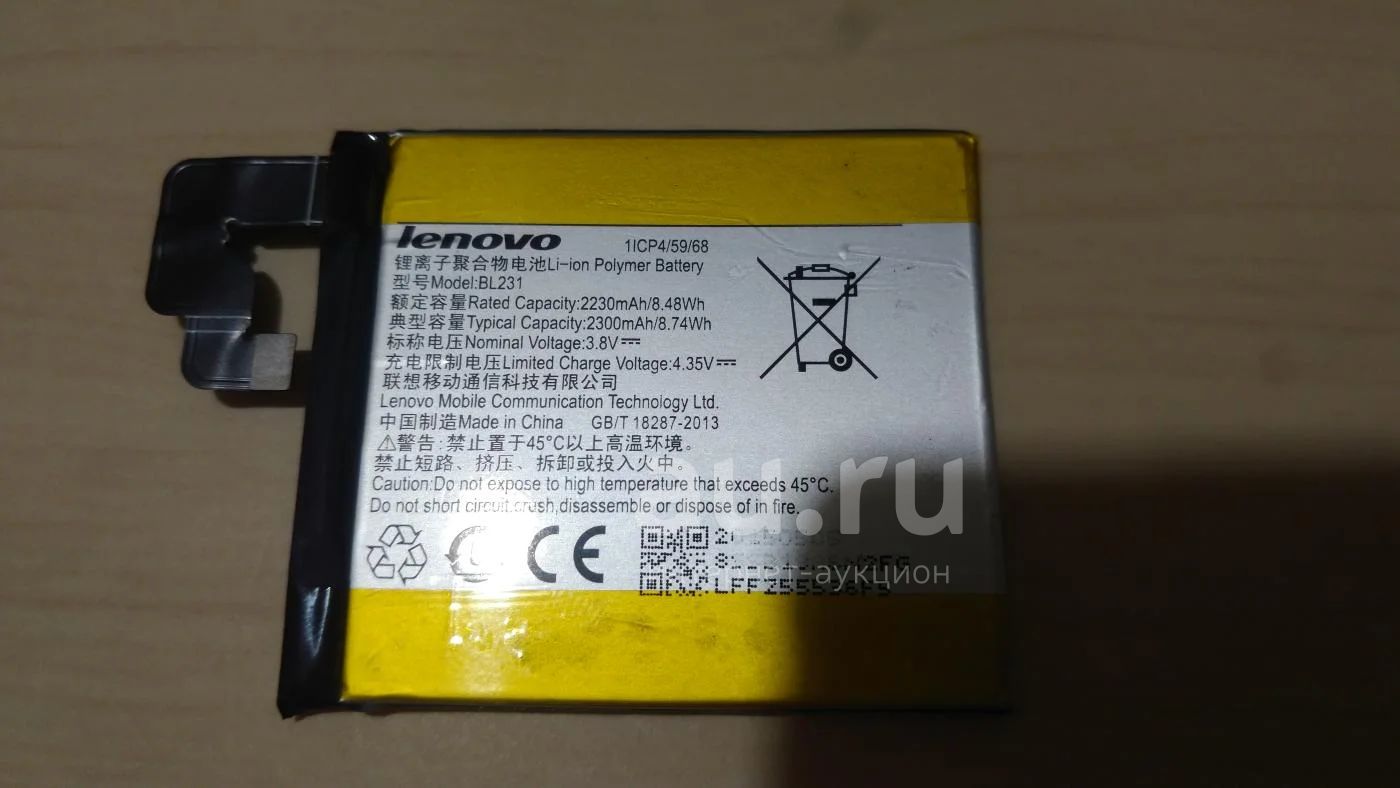 lenovo
1ICP4/59/68
锂离子聚合物电池Li-ion Polymer Battery
型号Model:BL231
额定容量Rated Capacity:2230mAh/8.48Wh
典型容量Typical Capacity:2300mAh/8.74Wh
标称电压Nominal Voltage:3.8V⎓
充电限制电压Limited Charge Voltage:4.35V⎓
联想移动通信科技有限公司
Lenovo Mobile Communication Technology Ltd.
中国制造Made in China GB/T 18287-2013
⚠警告:禁止置于45°C以上高温环境。
禁止短路、挤压、拆卸或投入火中。
Caution:Do not expose to high temperature that exceeds 45°C.
Do not short circuit,crush,disassemble or dispose of in fire.
CE
au.ru